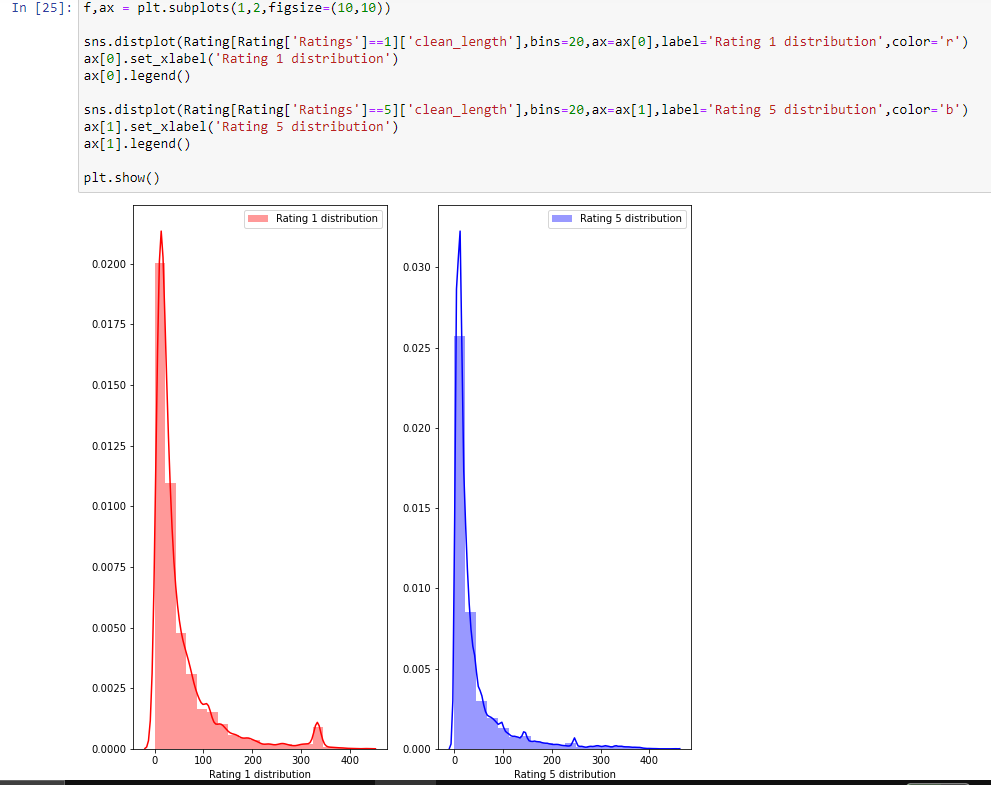 In [25]: f,ax = plt.subplots(1,2,figsize=(10,10))
sns.distplot(Rating[Rating['Ratings']==1]['clean_length'],bins=20,ax=ax[0],label='Rating 1 distribution',color='r')
ax[0].set_xlabel('Rating 1 distribution')
ax[0].legend()
sns.distplot(Rating[Rating['Ratings']==5]['clean_length'],bins=20,ax=ax[1],label='Rating 5 distribution',color='b')
ax[1].set_xlabel('Rating 5 distribution')
ax[1].legend()
plt.show()
Rating 1 distribution
0.0200
0.0175
0.0150
0.0125
0.0100
0.0075
0.0050
0.0025
0.0000
0 100 200 300 400
Rating 1 distribution
Rating 5 distribution
0.030
0.025
0.020
0.015
0.010
0.005
0.000
0 100 200 300 400
Rating 5 distribution